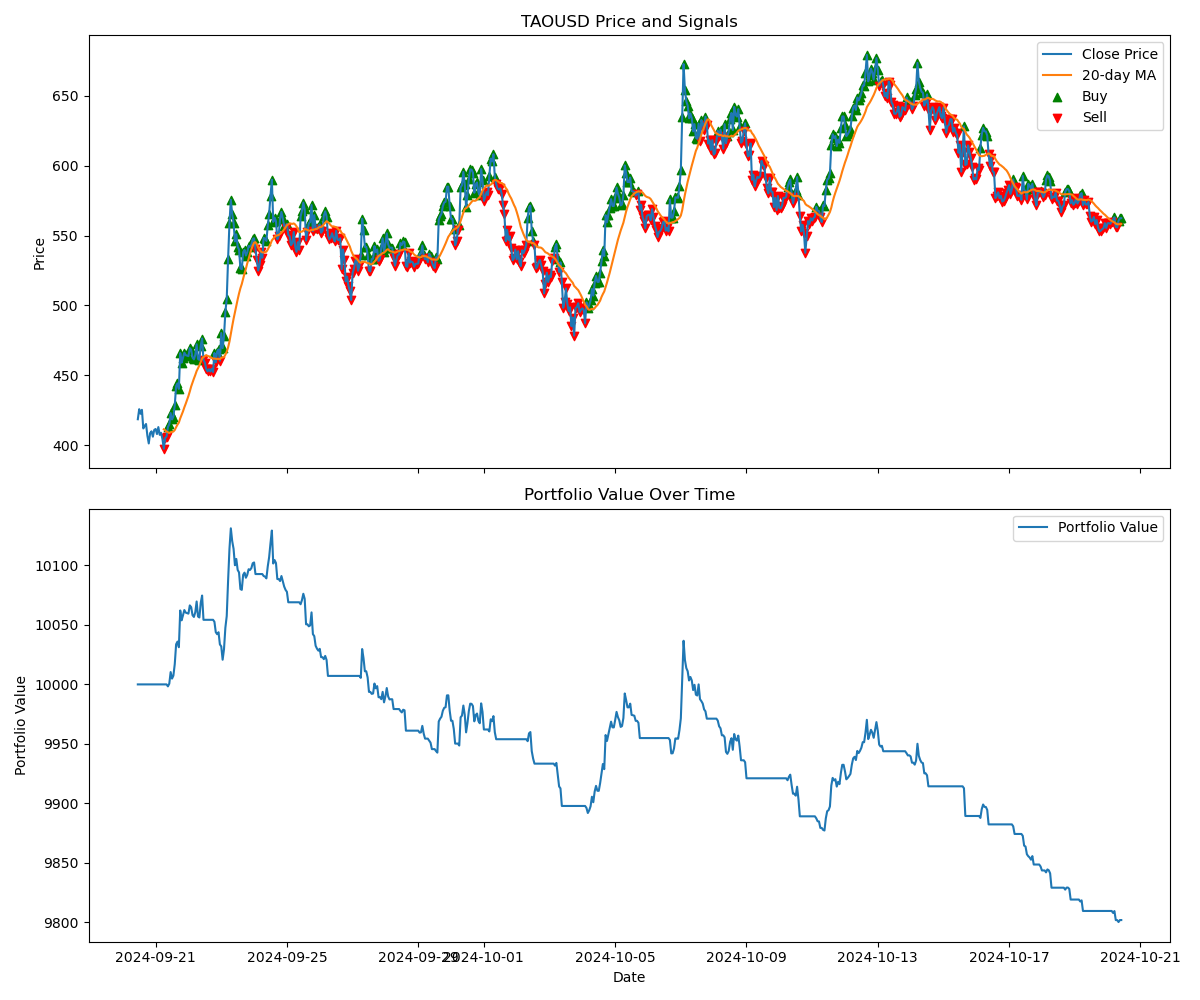 TAOUSD Price and Signals
Price
650
600
550
500
450
400
Close Price
20-day MA
Buy
Sell
Portfolio Value Over Time
Portfolio Value
10100
10050
10000
9950
9900
9850
9800
Portfolio Value
2024-09-21
2024-09-25
2024-09-29
2024-10-01
2024-10-05
2024-10-09
2024-10-13
2024-10-17
2024-10-21
Date